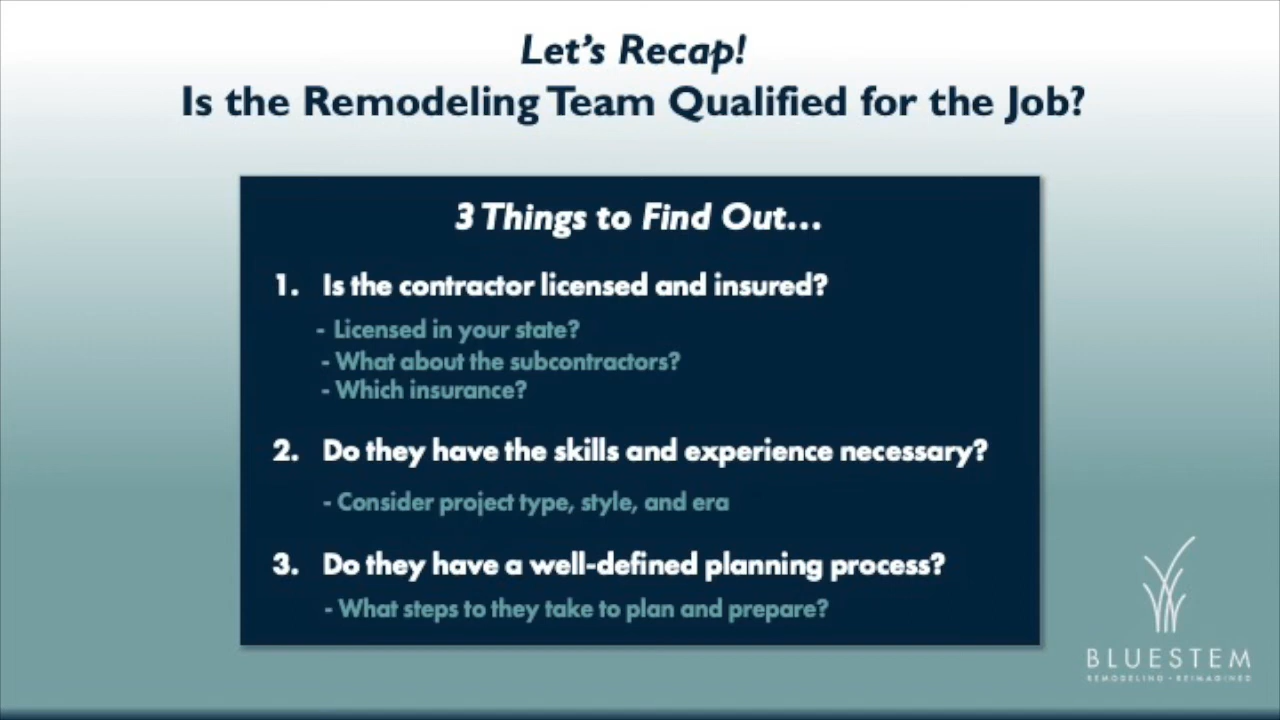 Let's Recap!
Is the Remodeling Team Qualified for the Job?
3 Things to Find Out...
1. Is the contractor licensed and insured?
- Licensed in your state?
- What about the subcontractors?
- Which insurance?
2. Do they have the skills and experience necessary?
- Consider project type, style, and era
3. Do they have a well-defined planning process?
- What steps to they take to plan and prepare?
BLUESTEM
REMODELING • REIMAGINED